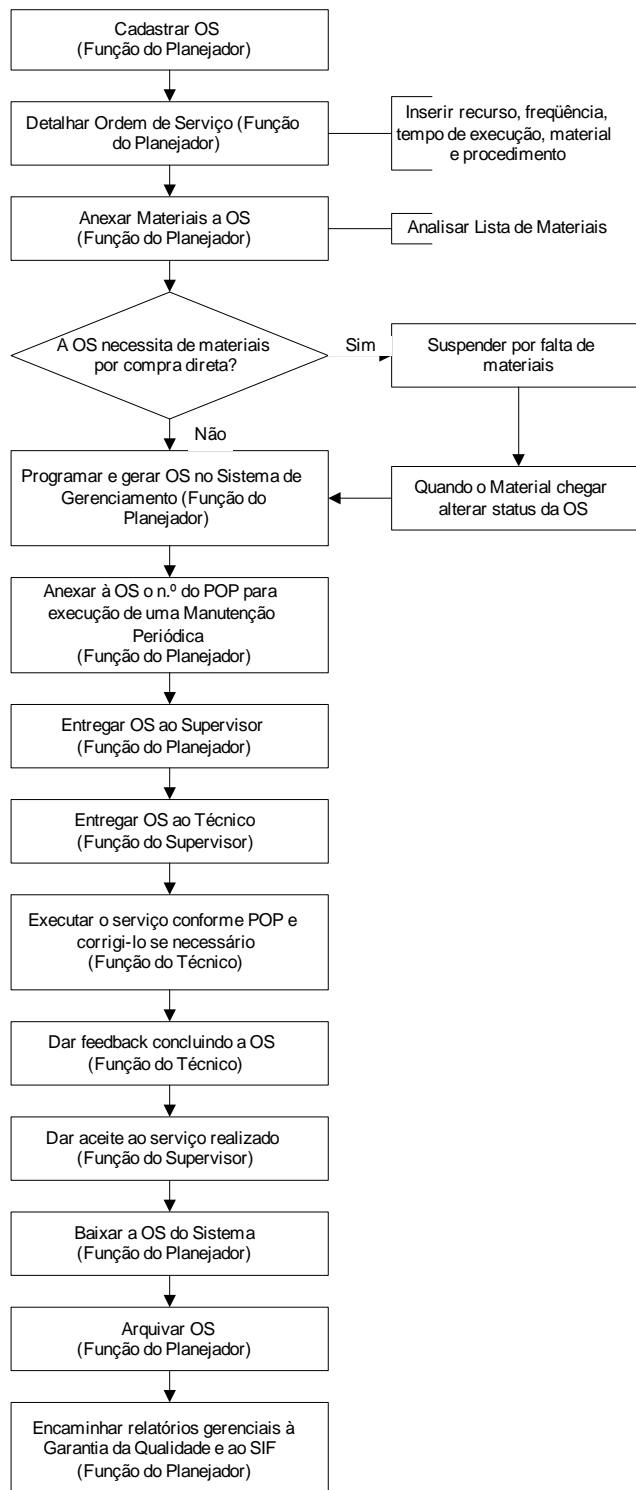 Cadastrar OS
(Função do Planejador)
Detalhar Ordem de Serviço (Função
do Planejador)
Inserir recurso, freqüência,
tempo de execução, material
e procedimento
Anexar Materiais a OS
(Função do Planejador)
Analisar Lista de Materiais
A OS necessita de materiais
por compra direta?
Sim
Suspender por falta de
materiais
Não
Programar e gerar OS no Sistema de
Gerenciamento (Função do
Planejador)
Quando o Material chegar
alterar status da OS
Anexar à OS o n.º do POP para
execução de uma Manutenção
Periódica
(Função do Planejador)
Entregar OS ao Supervisor
(Função do Planejador)
Entregar OS ao Técnico
(Função do Supervisor)
Executar o serviço conforme POP e
corrigi-lo se necessário
(Função do Técnico)
Dar feedback concluindo a OS
(Função do Técnico)
Dar aceite ao serviço realizado
(Função do Supervisor)
Baixar a OS do Sistema
(Função do Planejador)
Arquivar OS
(Função do Planejador)
Encaminhar relatórios gerenciais à
Garantia da Qualidade e ao SIF
(Função do Planejador)